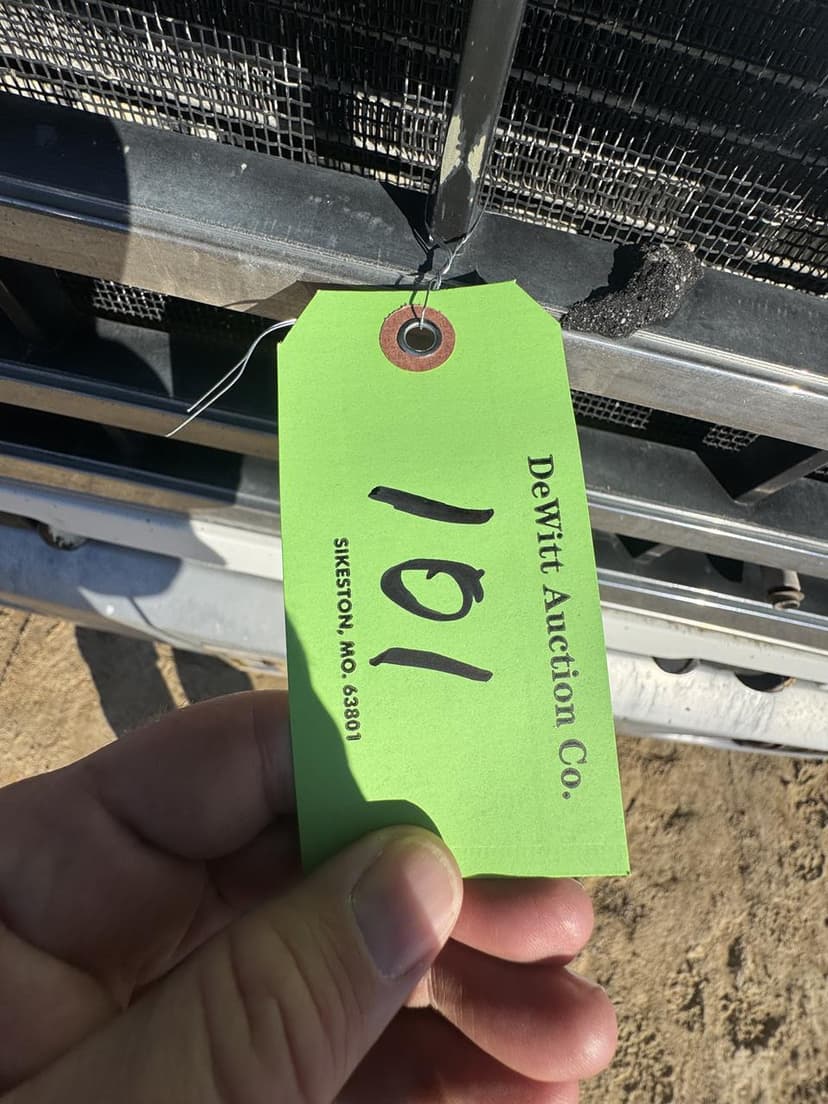 DeWitt Auction Co.
101
SIKESTON, MO. 63801